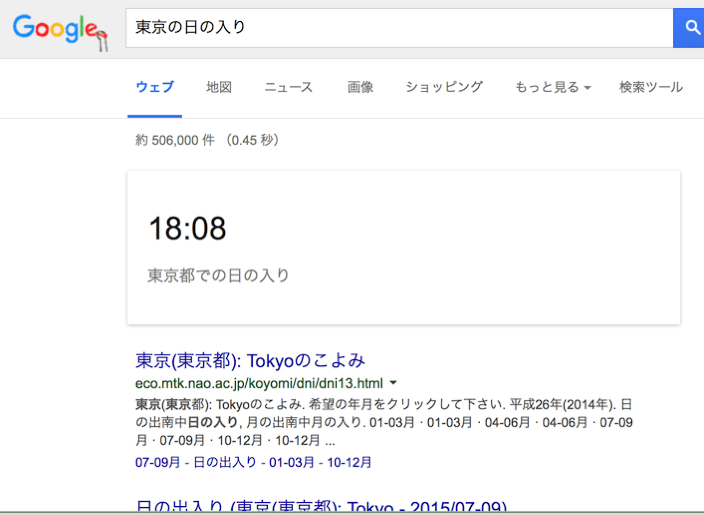 Google
東京の日の入り
ウェブ 地図 ニュース 画像 ショッピング もっと見る 検索ツール
約 506,000 件 （0.45 秒）
18:08
東京都での日の入り
東京(東京都): Tokyoのこよみ
eco.mtk.nao.ac.jp/koyomi/dni/dni13.html
東京(東京都): Tokyoのこよみ. 希望の年月をクリックして下さい. 平成26年(2014年). 日
の出南中日の入り, 月の出南中月の入り. 01-03月 · 01-03月 · 04-06月 · 04-06月 · 07-09
月 · 07-09月 · 10-12月 · 10-12月 ...
07-09月 - 日の出入り - 01-03月 - 10-12月
日の出入り (東京(東京都): Tokyo - 2015/07-09)